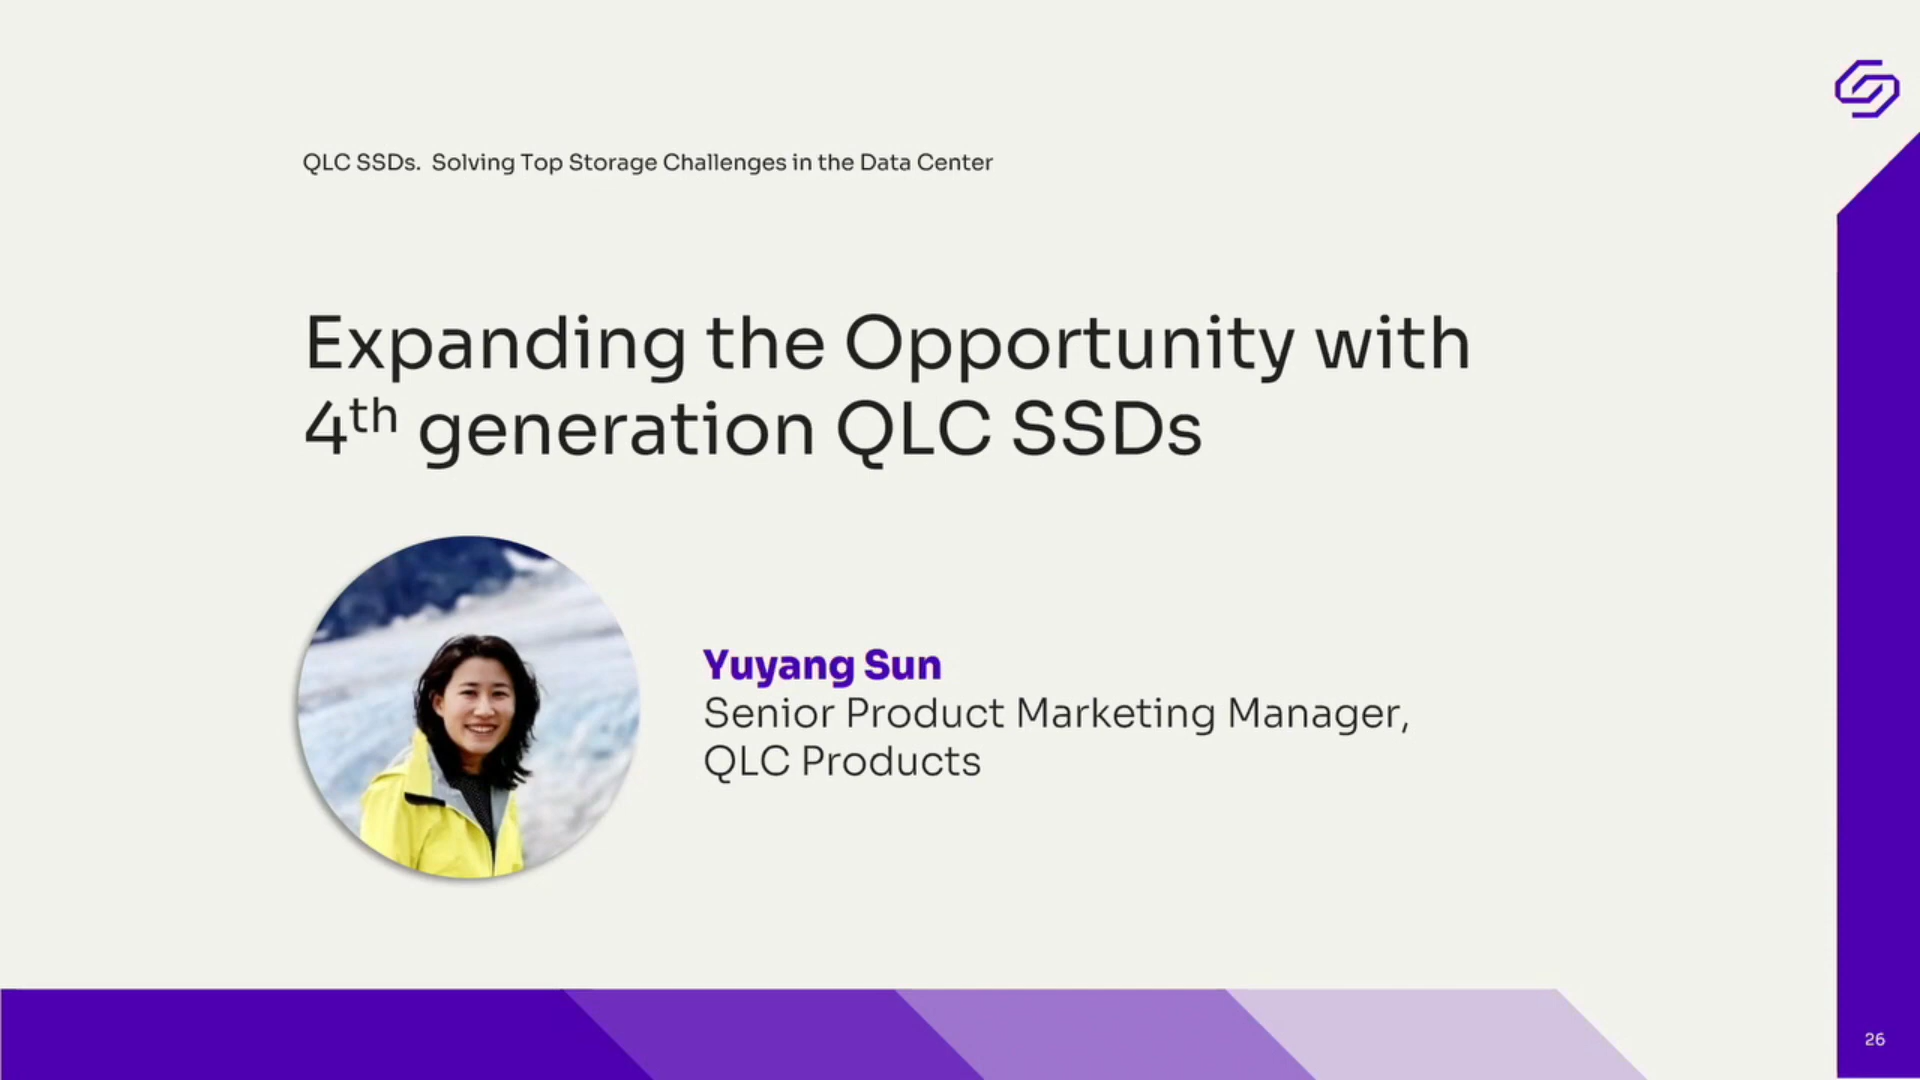 QLC SSDs. Solving Top Storage Challenges in the Data Center
Expanding the Opportunity with
4th generation QLC SSDs
Yuyang Sun
Senior Product Marketing Manager,
QLC Products
26